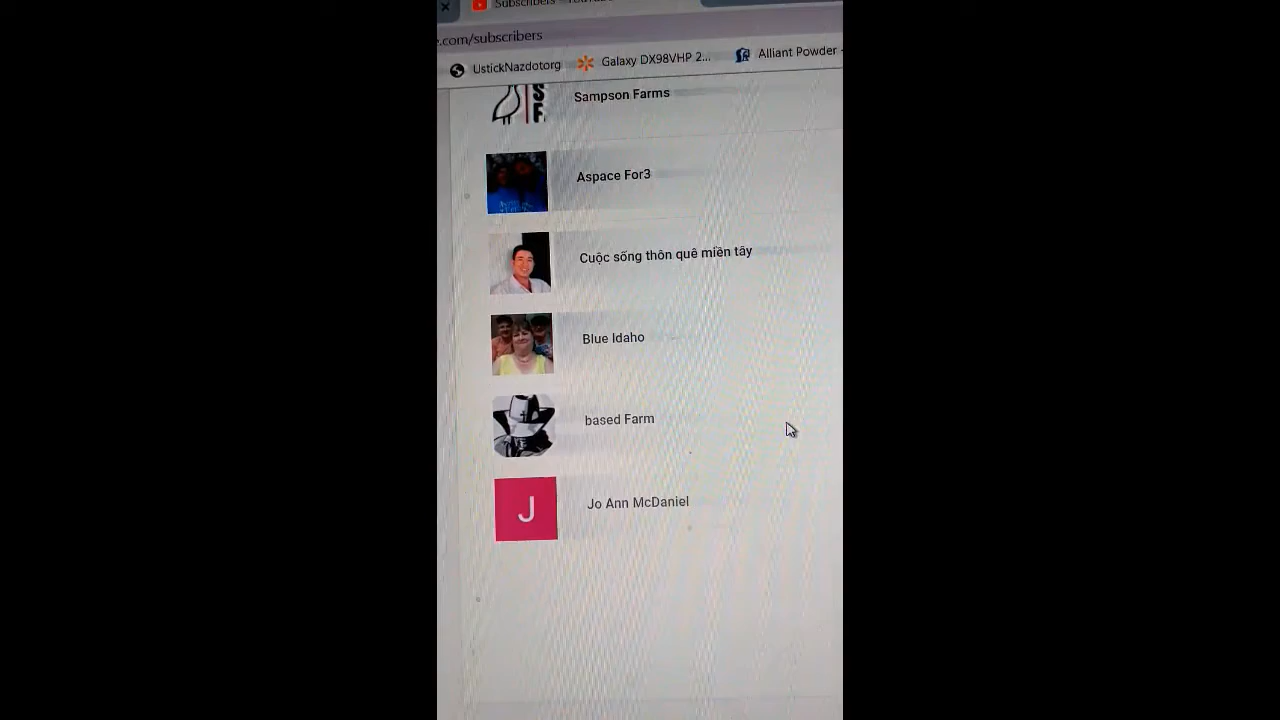 Subscribers - YouTube
e.com/subscribers
UstickNazdotorg
Galaxy DX98VHP 2...
Alliant Powder -
S
F.
Sampson Farms
Aspace For3
Cuộc sống thôn quê miền tây
Blue Idaho
based Farm
J
Jo Ann McDaniel